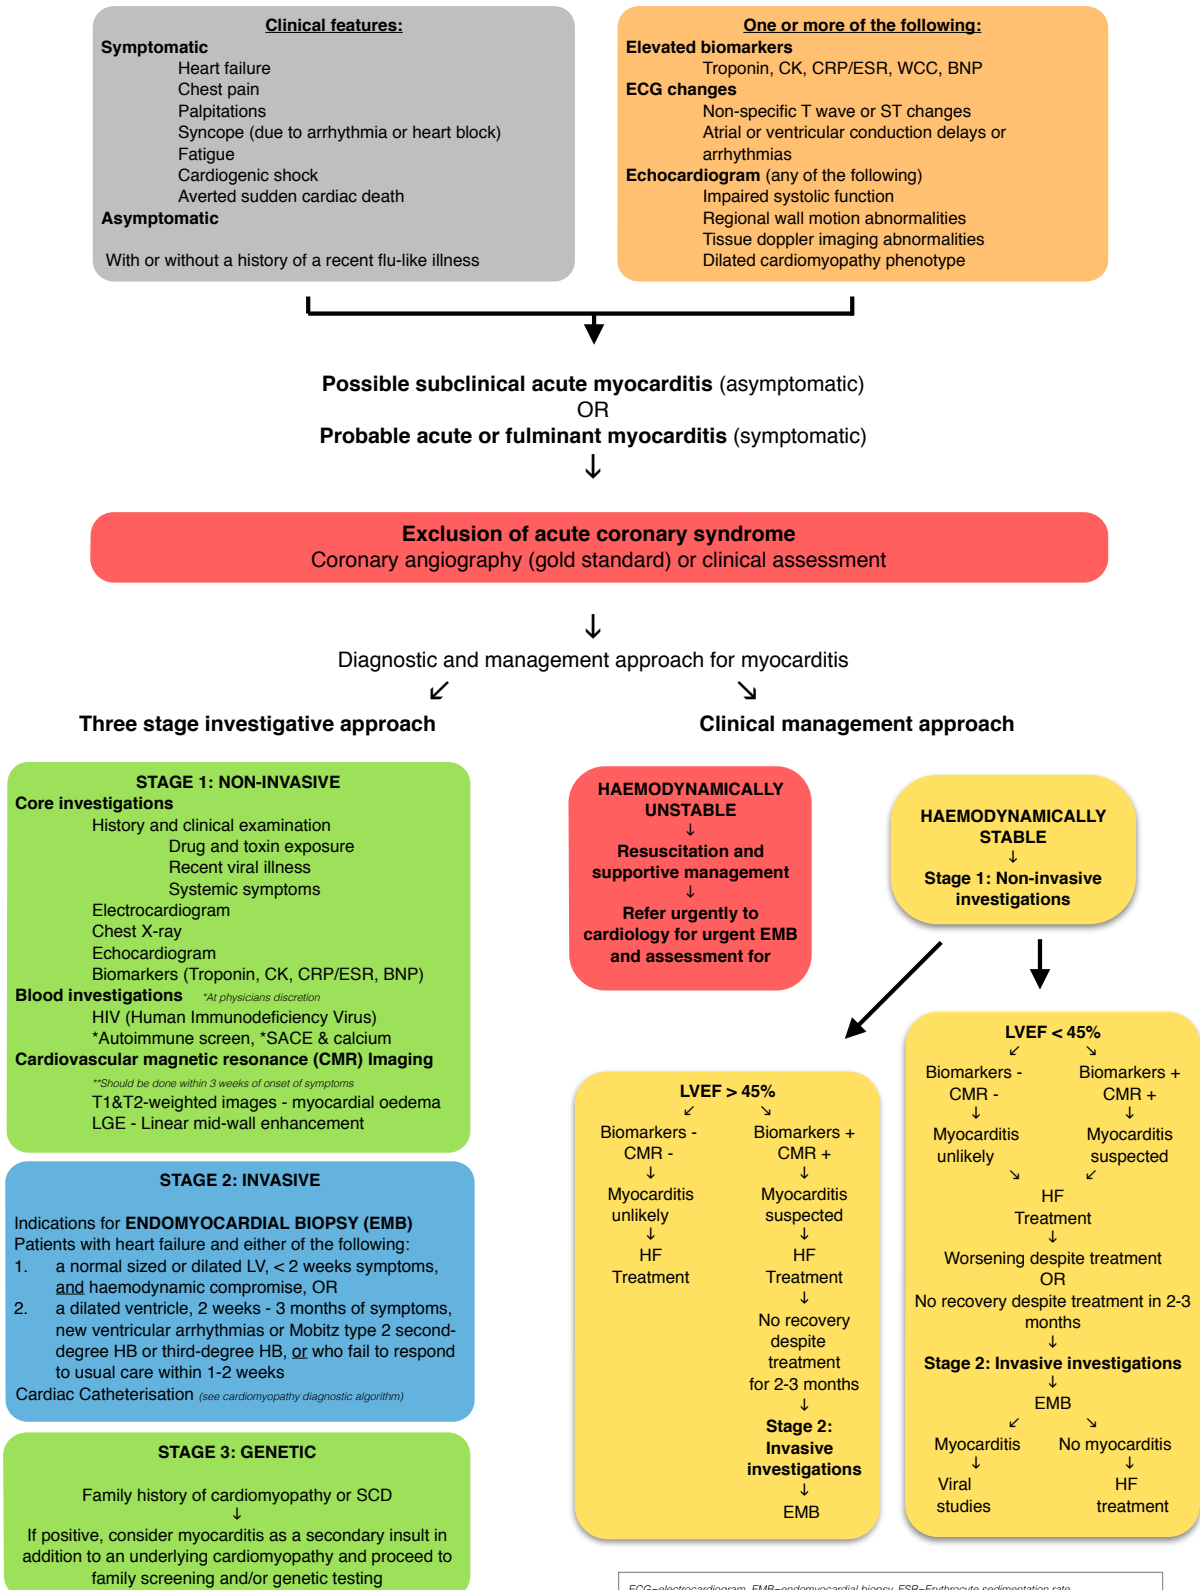 Clinical features:
Symptomatic
Heart failure
Chest pain
Palpitations
Syncope (due to arrhythmia or heart block)
Fatigue
Cardiogenic shock
Averted sudden cardiac death
Asymptomatic
With or without a history of a recent flu-like illness
One or more of the following:
Elevated biomarkers
Troponin, CK, CRP/ESR, WCC, BNP
ECG changes
Non-specific T wave or ST changes
Atrial or ventricular conduction delays or
arrhythmias
Echocardiogram (any of the following)
Impaired systolic function
Regional wall motion abnormalities
Tissue doppler imaging abnormalities
Dilated cardiomyopathy phenotype
Possible subclinical acute myocarditis (asymptomatic)
OR
Probable acute or fulminant myocarditis (symptomatic)
↓
Exclusion of acute coronary syndrome
Coronary angiography (gold standard) or clinical assessment
↓
Diagnostic and management approach for myocarditis
↙ ↘
Three stage investigative approach
STAGE 1: NON-INVASIVE
Core investigations
History and clinical examination
Drug and toxin exposure
Recent viral illness
Systemic symptoms
Electrocardiogram
Chest X-ray
Echocardiogram
Biomarkers (Troponin, CK, CRP/ESR, BNP)
Blood investigations *At physicians discretion
HIV (Human Immunodeficiency Virus)
*Autoimmune screen, *SACE & calcium
Cardiovascular magnetic resonance (CMR) Imaging
**Should be done within 3 weeks of onset of symptoms
T1&T2-weighted images - myocardial oedema
LGE - Linear mid-wall enhancement
STAGE 2: INVASIVE
Indications for ENDOMYOCARDIAL BIOPSY (EMB)
Patients with heart failure and either of the following:
1. a normal sized or dilated LV, < 2 weeks symptoms,
and haemodynamic compromise, OR
2. a dilated ventricle, 2 weeks - 3 months of symptoms,
new ventricular arrhythmias or Mobitz type 2 second-
degree HB or third-degree HB, or who fail to respond
to usual care within 1-2 weeks
Cardiac Catheterisation (see cardiomyopathy diagnostic algorithm)
STAGE 3: GENETIC
Family history of cardiomyopathy or SCD
↓
If positive, consider myocarditis as a secondary insult in
addition to an underlying cardiomyopathy and proceed to
family screening and/or genetic testing
Clinical management approach
HAEMODYNAMICALLY
UNSTABLE
↓
Resuscitation and
supportive management
↓
Refer urgently to
cardiology for urgent EMB
and assessment for
HAEMODYNAMICALLY
STABLE
↓
Stage 1: Non-invasive
investigations
LVEF > 45%
↙ ↘
Biomarkers - Biomarkers +
CMR - CMR +
↓ ↓
Myocarditis Myocarditis
unlikely suspected
↓ ↓
HF HF
Treatment Treatment
↓
No recovery
despite
treatment
for 2-3 months
↓
Stage 2:
Invasive
investigations
↓
EMB
LVEF < 45%
↙ ↘
Biomarkers - Biomarkers +
CMR - CMR +
↓ ↓
Myocarditis Myocarditis
unlikely suspected
↘ ↙
HF
Treatment
↓
Worsening despite treatment
OR
No recovery despite treatment in 2-3
months
↓
Stage 2: Invasive investigations
↓
EMB
↙ ↘
Myocarditis No myocarditis
↓ ↓
Viral HF
studies treatment
ECG=electrocardiogram, EMB=endomyocardial biopsy, ESR=Erythrocyte sedimentation rate